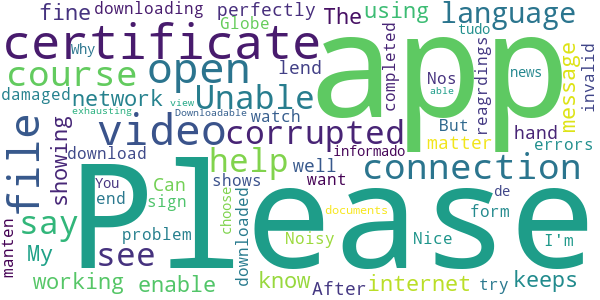 fine downloading perfectly The using language
Globe
certificate app
course open lend completed Nos reagrdings tudo Why news able message invalid
damaged network Unable watch But errors
exhausting view Downloadable
file showing video corrupted hand matter
download help informado well want connection
say shows You end sign Can choose downloaded Please de form
manten My see problem Noisy documents Nice I'm
working enable know After internet try keeps